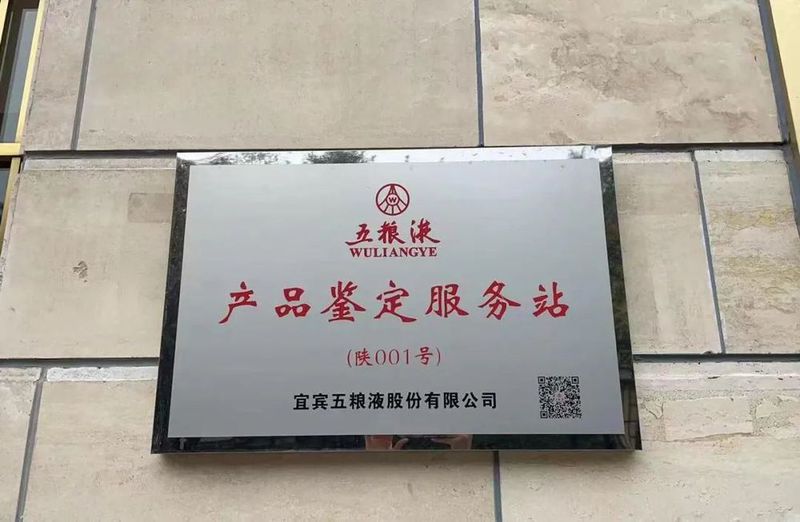 W
五粮液
WULIANGYE
产品鉴定服务站
(陕001号)
宜宾五粮液股份有限公司